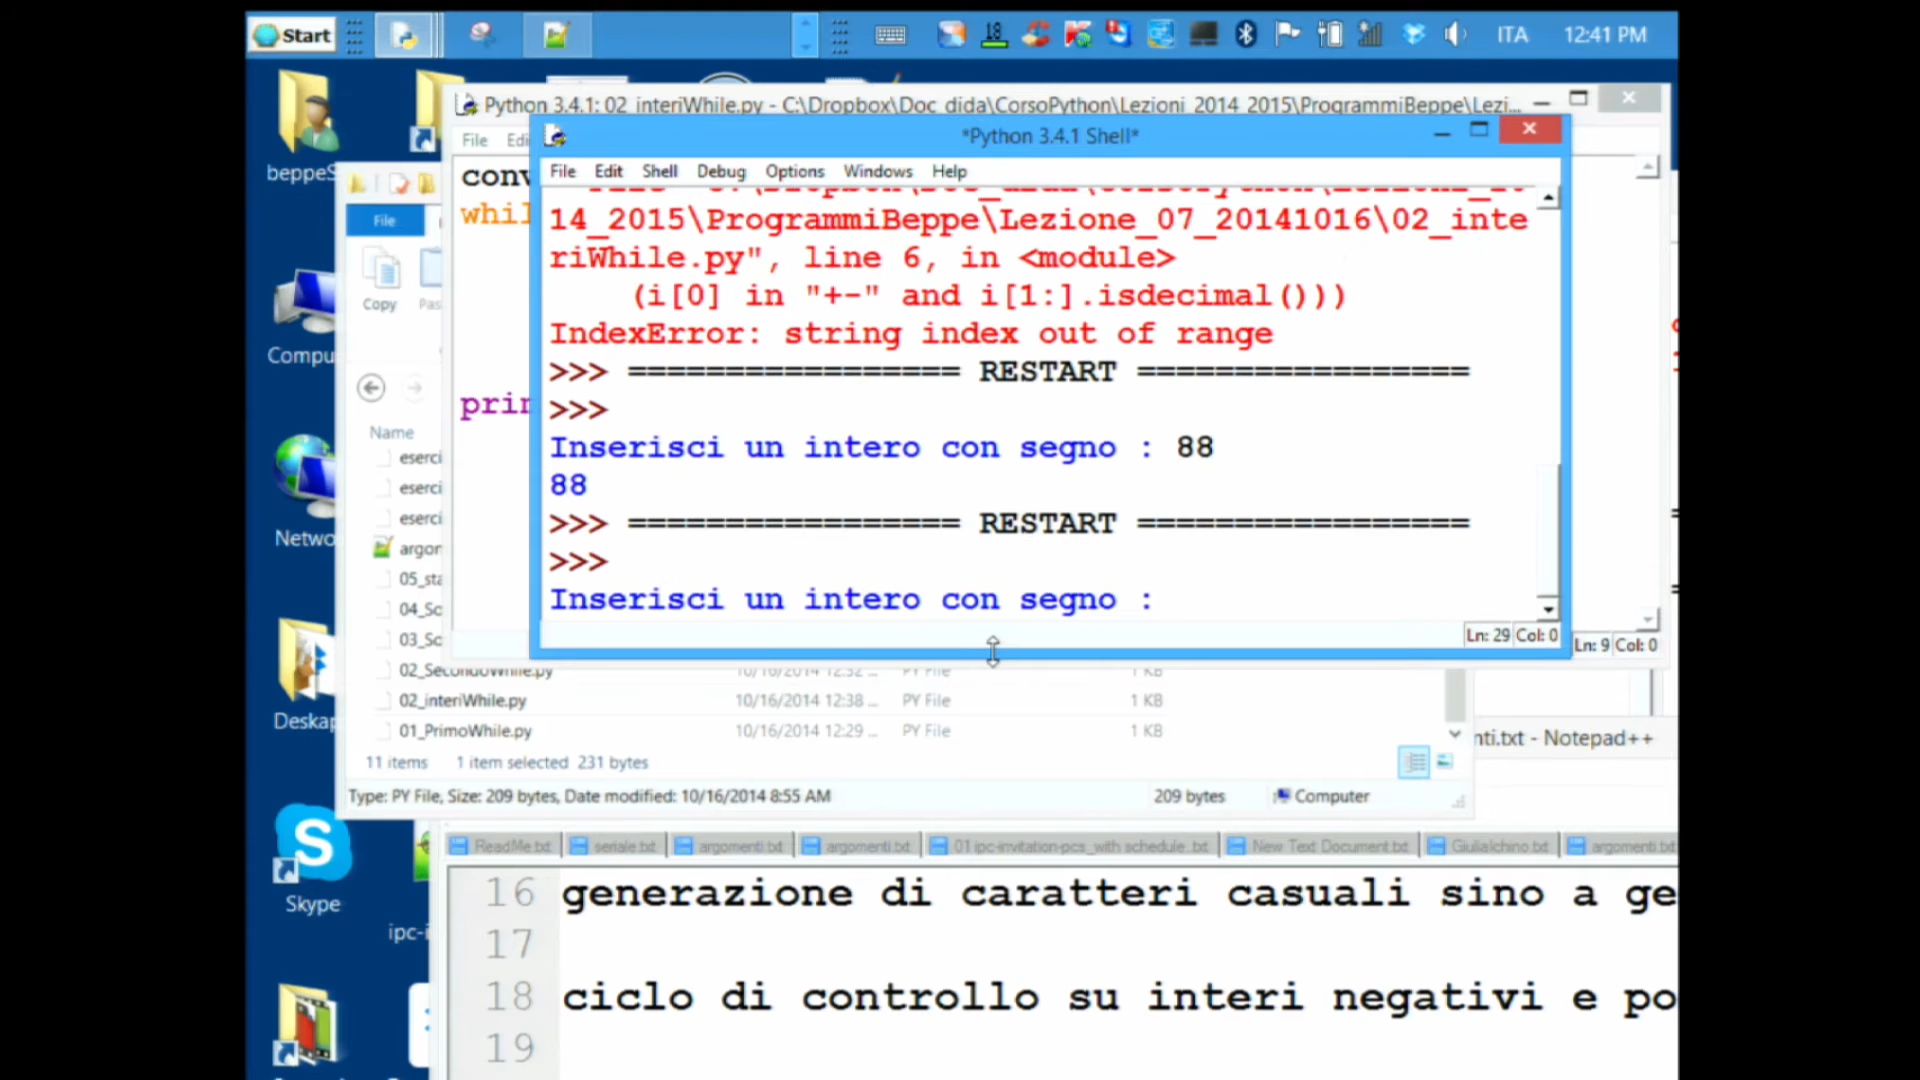 Start
18
ITA
12:41 PM
Python 3.4.1: 02_interiWhile.py - C:\Dropbox\Doc_dida\CorsoPython\Lezioni_2014_2015\ProgrammiBeppe\Lezi...
File Edi
*Python 3.4.1 Shell*
File Edit Shell Debug Options Windows Help
conv
whil
prin
14_2015\ProgrammiBeppe\Lezione_07_20141016\02_inte
riWhile.py", line 6, in <module>
(i[0] in "+-" and i[1:].isdecimal()))
IndexError: string index out of range
>>> ================= RESTART =================
>>>
Inserisci un intero con segno : 88
88
>>> ================= RESTART =================
>>>
Inserisci un intero con segno :
Ln: 29 Col: 0
Ln: 9 Col: 0
beppeS
Compu
Netwo
Deskap
Skype
ipc-i
File
Copy Pas
Name
eserci
eserci
eserci
argon
05_sta
04_Sc
03_Sc
02_SecondoWhile.py 10/16/2014 12:32 ... PY File 1 KB
02_interiWhile.py 10/16/2014 12:38 ... PY File 1 KB
01_PrimoWhile.py 10/16/2014 12:29 ... PY File 1 KB
11 items 1 item selected 231 bytes
Type: PY File, Size: 209 bytes, Date modified: 10/16/2014 8:55 AM 209 bytes Computer
nti.txt - Notepad++
ReadMe.txt seriale.txt argomenti.txt argomenti.txt 01 ipc-invitation-pcs_with schedule .txt New Text Document.txt Giulialchino.txt argomenti.txt
16 generazione di caratteri casuali sino a ge
17
18 ciclo di controllo su interi negativi e po
19